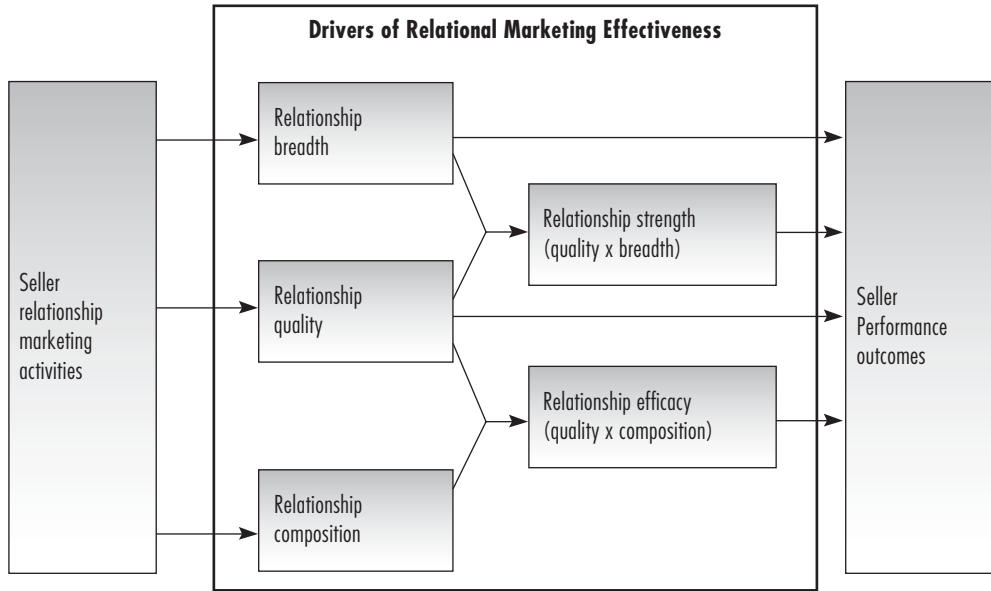 Drivers of Relational Marketing Effectiveness
Seller
relationship
marketing
activities
Relationship
breadth
Relationship
quality
Relationship
composition
Relationship strength
(quality x breadth)
Relationship efficacy
(quality x composition)
Seller
Performance
outcomes